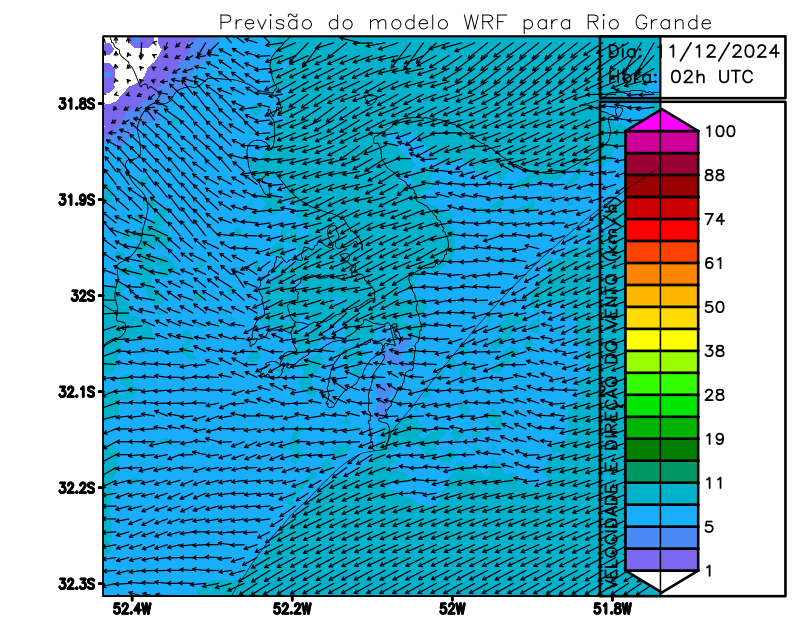 Previsão do modelo WRF para Rio Grande
Dia: 11/12/2024
Hora: 02h UTC
VELOCIDADE E DIREÇÃO DO VENTO (km/h)
100
88
74
61
50
38
28
19
11
5
1
31.8S
31.9S
32S
32.1S
32.2S
32.3S
52.4W
52.2W
52W
51.8W